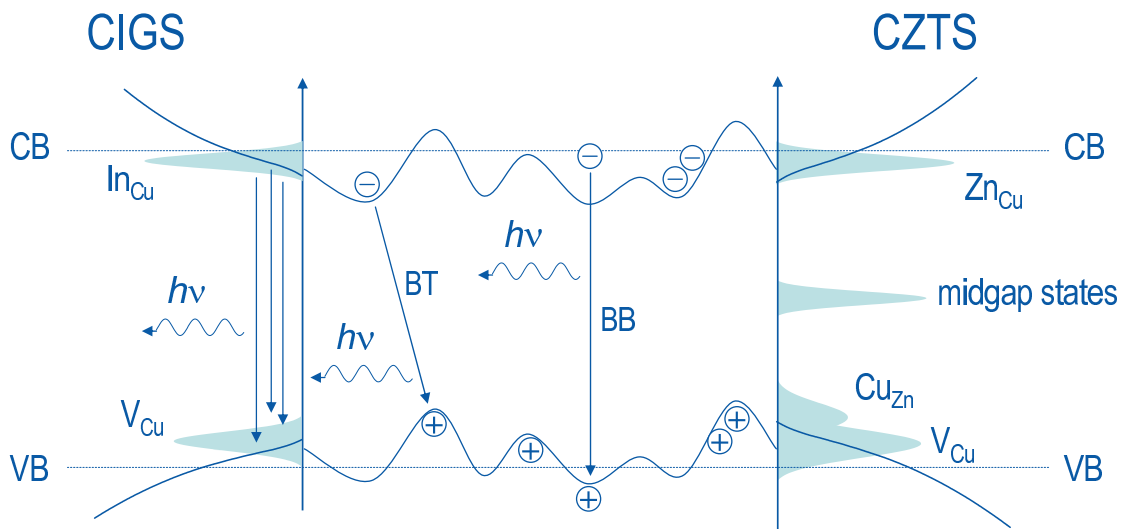 CIGS
CZTS
CB
CB
In_Cu
Zn_Cu
hν
BT
hν
midgap states
BB
hν
V_Cu
Cu_Zn
V_Cu
VB
VB